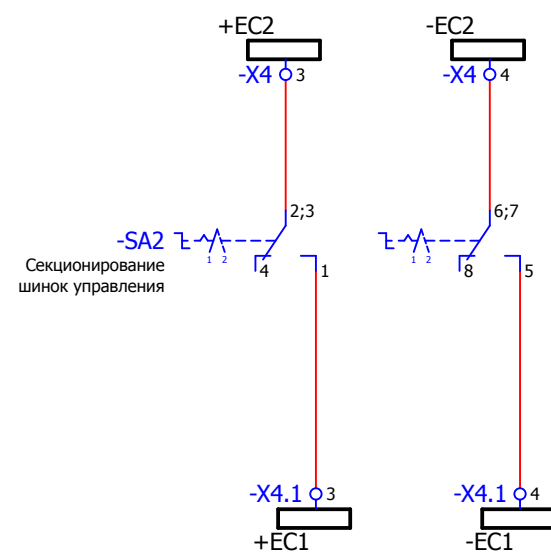 +EC2
-EC2
-X4 3
-X4 4
2;3
6;7
-SA2
1 2
1 2
Секционирование
шинок управления
4
1
8
5
-X4.1 3
-X4.1 4
+EC1
-EC1